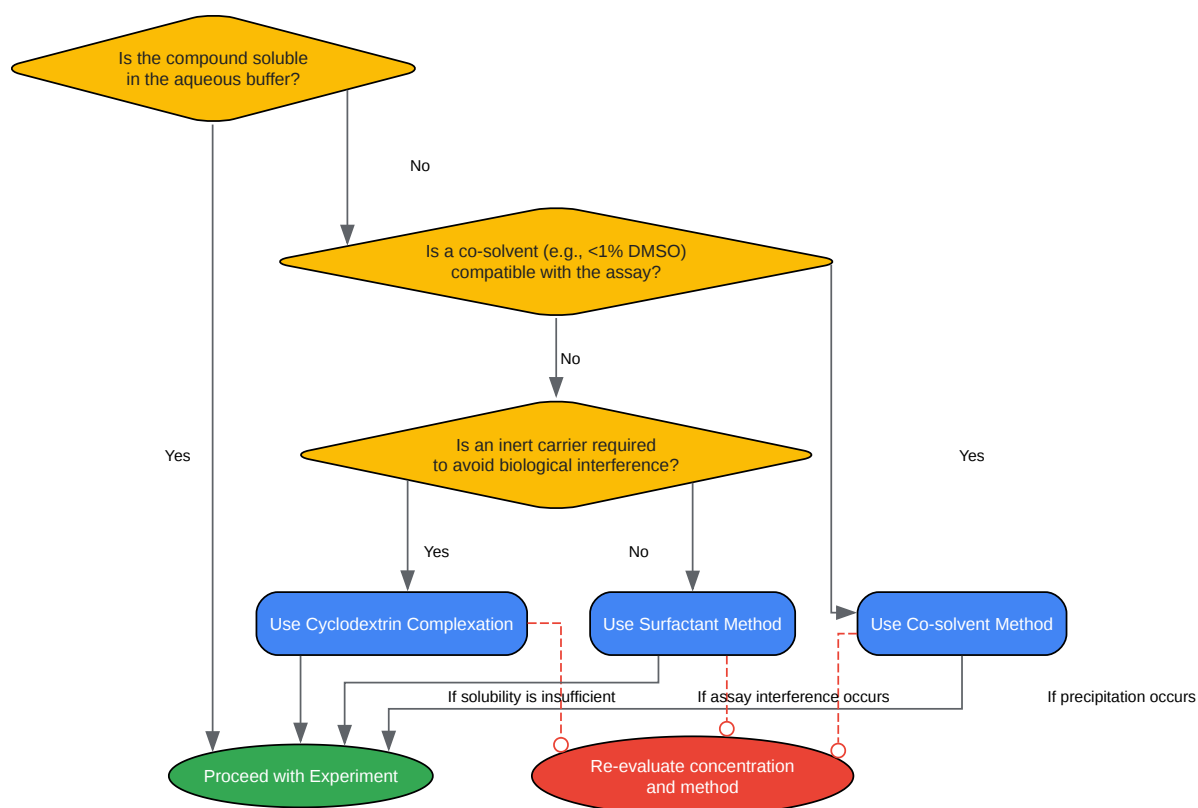 Is the compound soluble
in the aqueous buffer?
No
Is a co-solvent (e.g., <1% DMSO)
compatible with the assay?
No
Is an inert carrier required
to avoid biological interference?
Yes
Yes
Yes
No
Use Cyclodextrin Complexation
Use Surfactant Method
Use Co-solvent Method
If solubility is insufficient
If assay interference occurs
If precipitation occurs
Proceed with Experiment
Re-evaluate concentration
and method